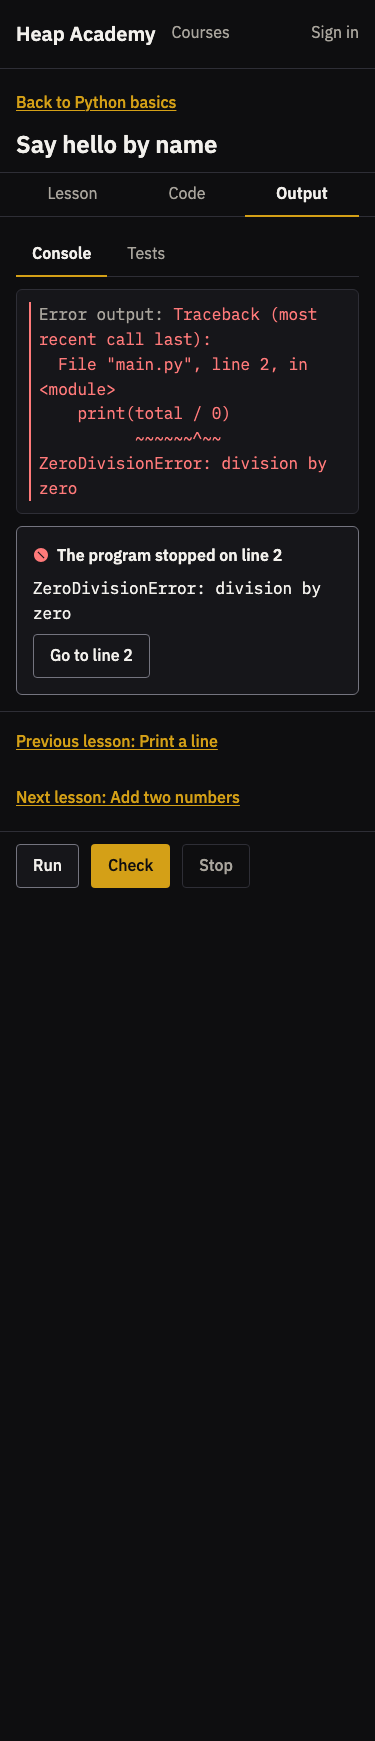 Heap Academy
Courses
Sign in
Back to Python basics
Say hello by name
Lesson
Code
Output
Console
Tests
Error output: Traceback (most
recent call last):
  File "main.py", line 2, in
<module>
    print(total / 0)
          ~~~~~~^~~
ZeroDivisionError: division by
zero
The program stopped on line 2
ZeroDivisionError: division by
zero
Go to line 2
Previous lesson: Print a line
Next lesson: Add two numbers
Run
Check
Stop